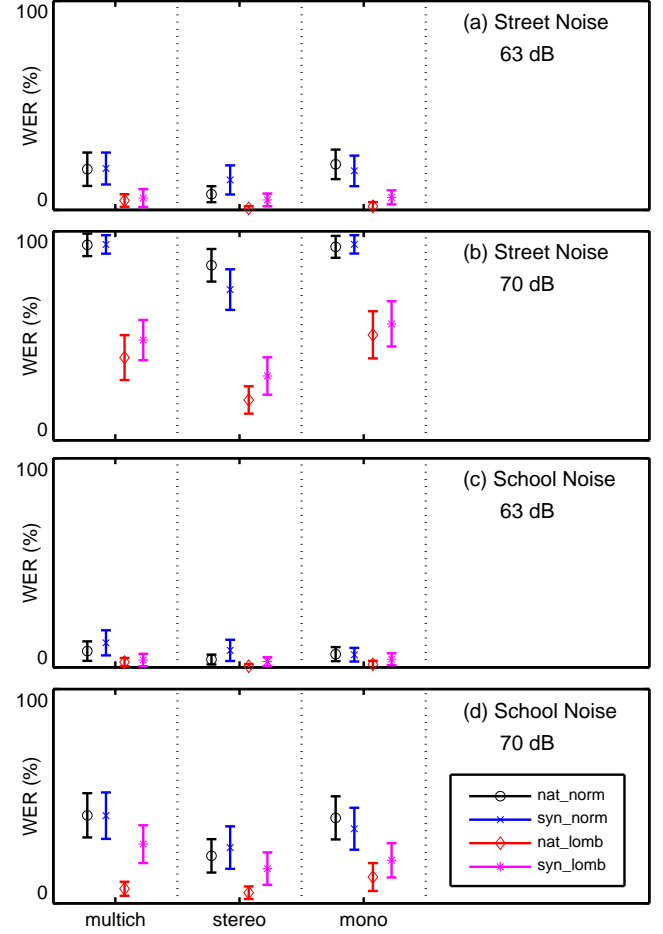 100
(a) Street Noise
63 dB
WER (%)
0
100
(b) Street Noise
70 dB
WER (%)
0
100
(c) School Noise
63 dB
WER (%)
0
100
(d) School Noise
70 dB
WER (%)
nat_norm
syn_norm
nat_lomb
syn_lomb
0
multich stereo mono